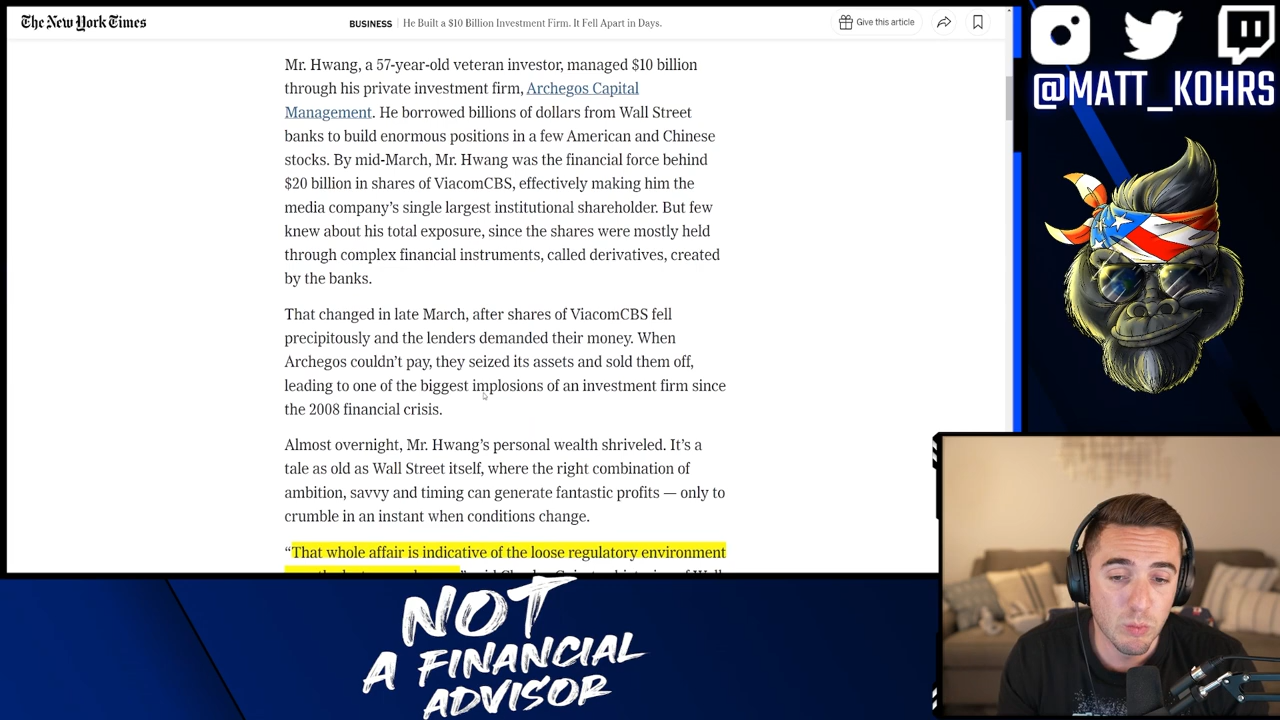 The New York Times
BUSINESS | He Built a $10 Billion Investment Firm. It Fell Apart in Days.
Give this article
@MATT_KOHRS
Mr. Hwang, a 57-year-old veteran investor, managed $10 billion
through his private investment firm, Archegos Capital
Management. He borrowed billions of dollars from Wall Street
banks to build enormous positions in a few American and Chinese
stocks. By mid-March, Mr. Hwang was the financial force behind
$20 billion in shares of ViacomCBS, effectively making him the
media company’s single largest institutional shareholder. But few
knew about his total exposure, since the shares were mostly held
through complex financial instruments, called derivatives, created
by the banks.
That changed in late March, after shares of ViacomCBS fell
precipitously and the lenders demanded their money. When
Archegos couldn’t pay, they seized its assets and sold them off,
leading to one of the biggest implosions of an investment firm since
the 2008 financial crisis.
Almost overnight, Mr. Hwang’s personal wealth shriveled. It’s a
tale as old as Wall Street itself, where the right combination of
ambition, savvy and timing can generate fantastic profits — only to
crumble in an instant when conditions change.
“That whole affair is indicative of the loose regulatory environment
NOT
A FINANCIAL
ADVISOR